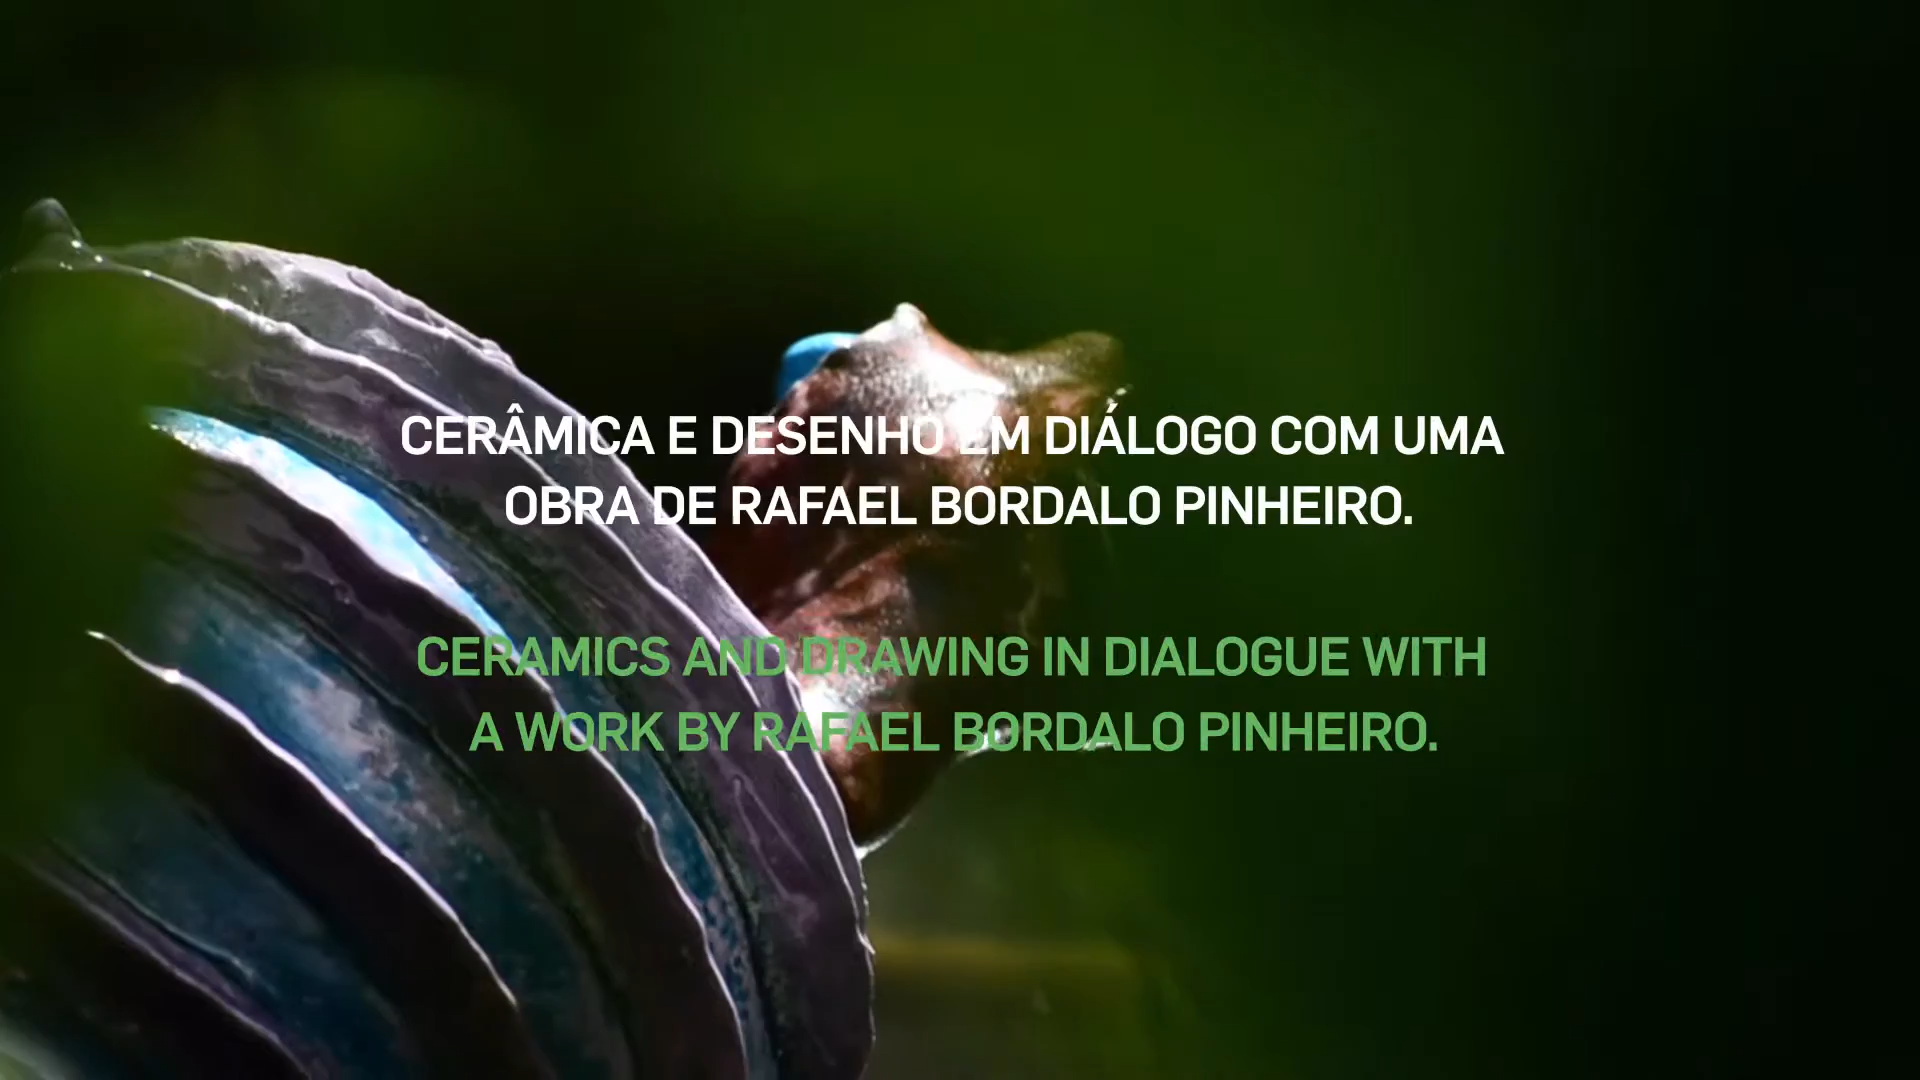 CERÂMICA E DESENHO EM DIÁLOGO COM UMA
OBRA DE RAFAEL BORDALO PINHEIRO.
CERAMICS AND DRAWING IN DIALOGUE WITH
A WORK BY RAFAEL BORDALO PINHEIRO.